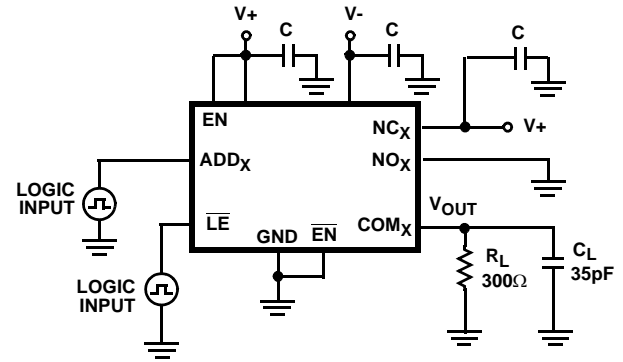 V+
C
V-
C
C
EN
NCX
V+
ADDX
NOX
LOGIC
INPUT
VOUT
LE
COMX
GND
EN
RL
300Ω
CL
35pF
LOGIC
INPUT